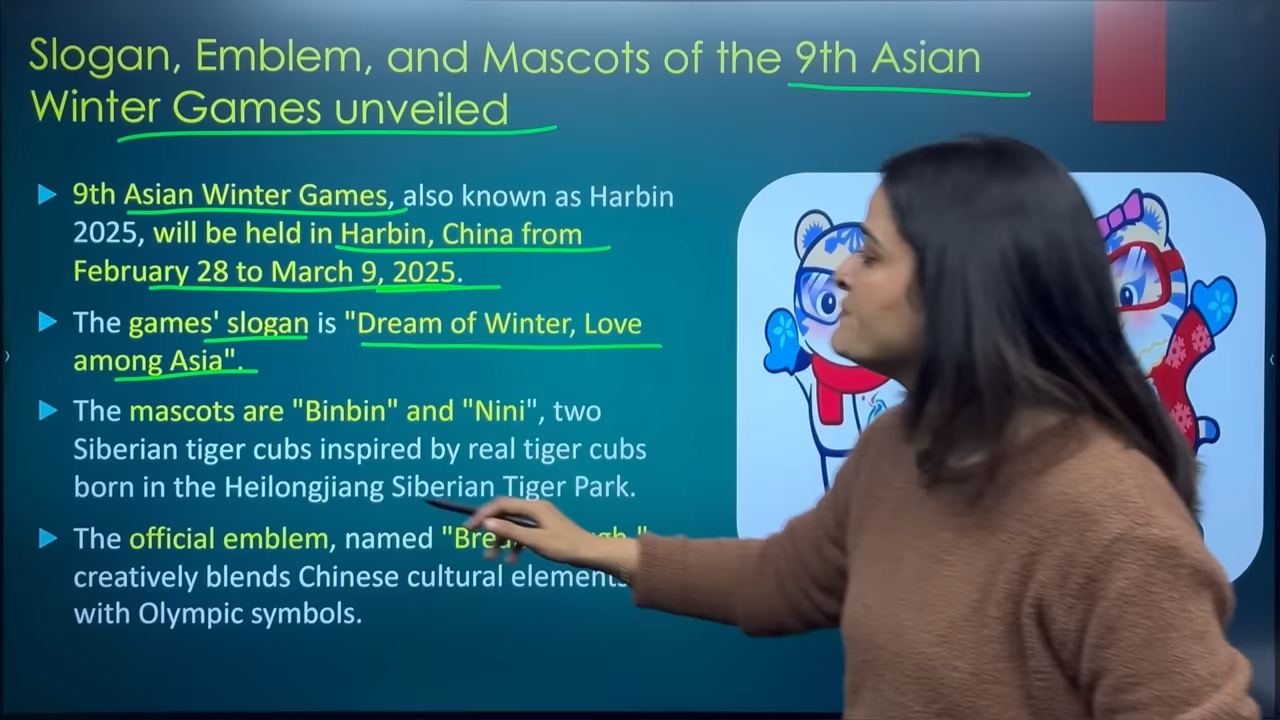 Slogan, Emblem, and Mascots of the 9th Asian
Winter Games unveiled
9th Asian Winter Games, also known as Harbin
2025, will be held in Harbin, China from
February 28 to March 9, 2025.
The games' slogan is "Dream of Winter, Love
among Asia".
The mascots are "Binbin" and "Nini", two
Siberian tiger cubs inspired by real tiger cubs
born in the Heilongjiang Siberian Tiger Park.
The official emblem, named
creatively blends Chinese cultural elements
with Olympic symbols.